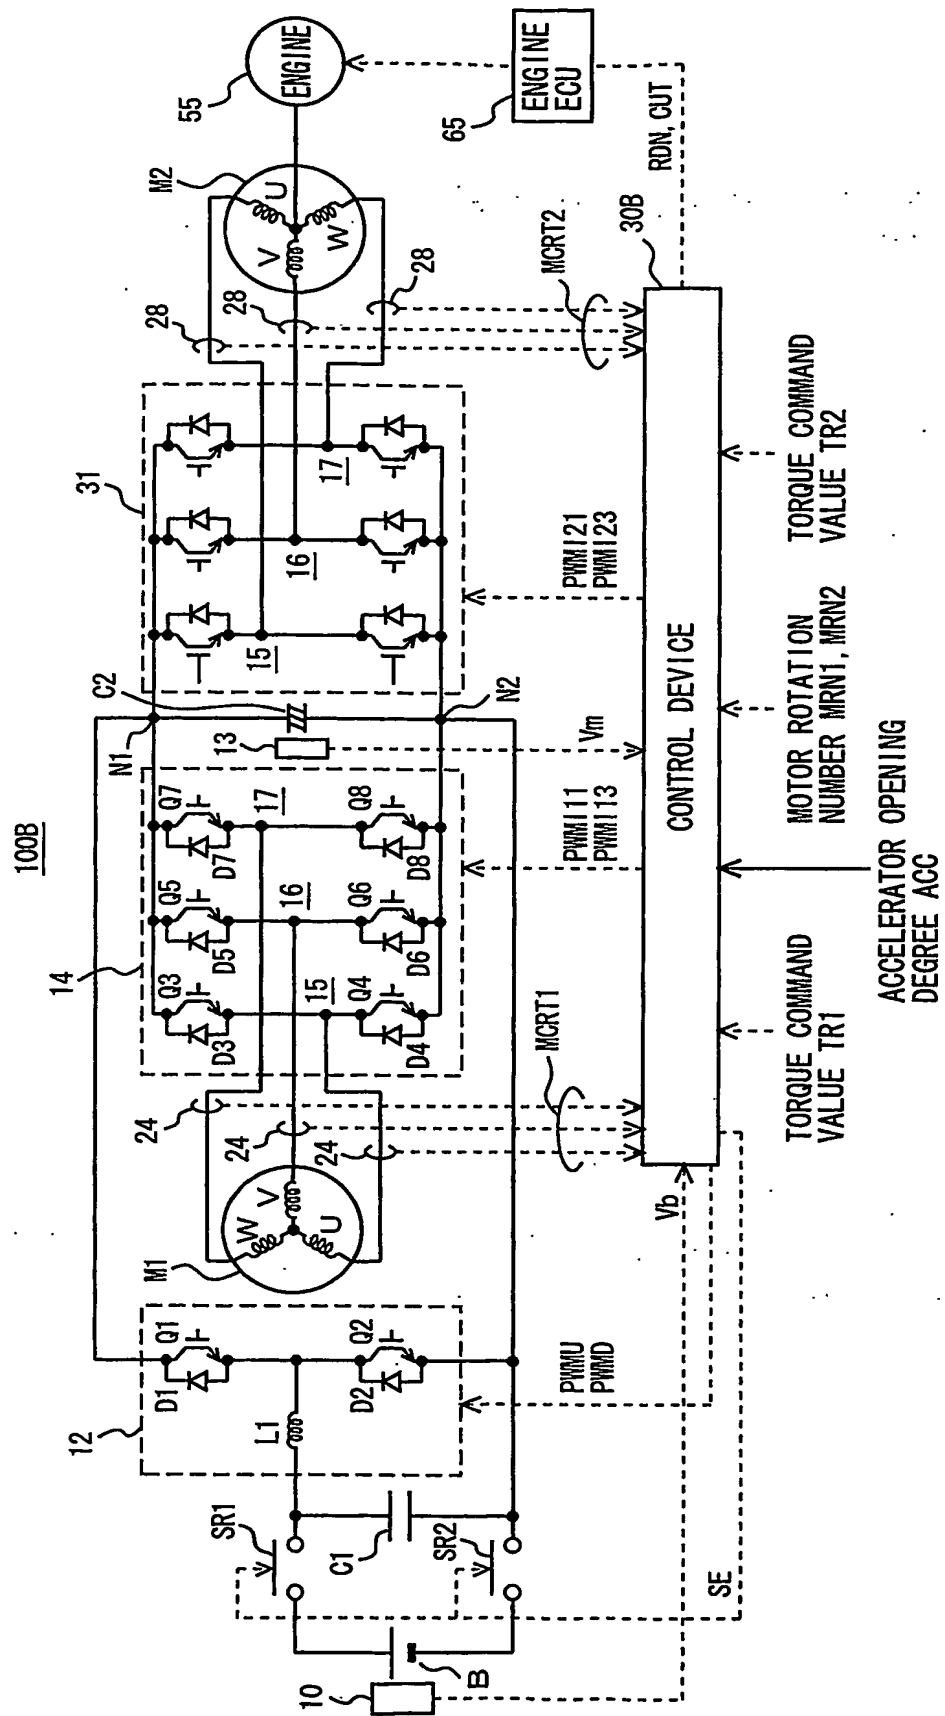 100B
55
ENGINE
65
ENGINE
ECU
RDN, CUT
M2
U
V
W
28
28
28
MCRT2
30B
31
15
16
17
C2
13
N1
N2
Vm
PWMI21
PWMI23
TORQUE COMMAND
VALUE TR2
MOTOR ROTATION
NUMBER MRN1, MRN2
CONTROL DEVICE
ACCELERATOR OPENING
DEGREE ACC
TORQUE COMMAND
VALUE TR1
14
Q3
Q5
Q7
D3
D5
D7
15
16
17
Q4
Q6
Q8
D4
D6
D8
PWMI11
PWMI13
24
24
24
MCRT1
M1
W
V
U
Vb
12
Q1
D1
Q2
D2
L1
PWMU
PWMD
SR1
C1
SR2
SE
10
B